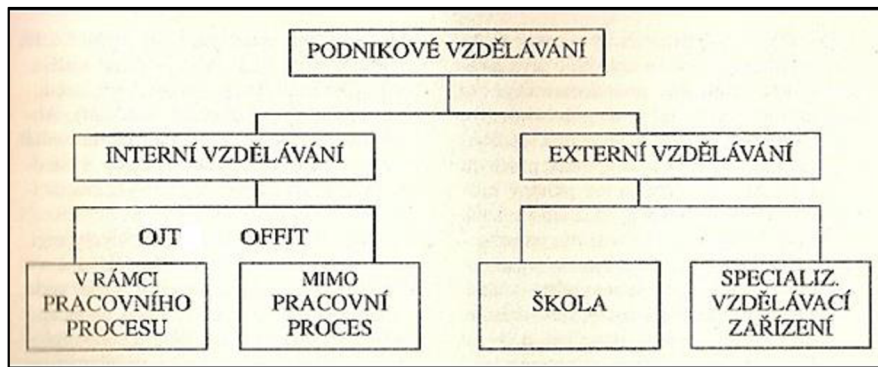 PODNIKOVÉ VZDĚLÁVÁNÍ
INTERNÍ VZDĚLÁVÁNÍ
EXTERNÍ VZDĚLÁVÁNÍ
OJT
OFFJT
V RÁMCI
PRACOVNÍHO
PROCESU
MIMO
PRACOVNÍ
PROCES
ŠKOLA
SPECIALIZ.
VZDĚLÁVACÍ
ZAŘÍZENÍ